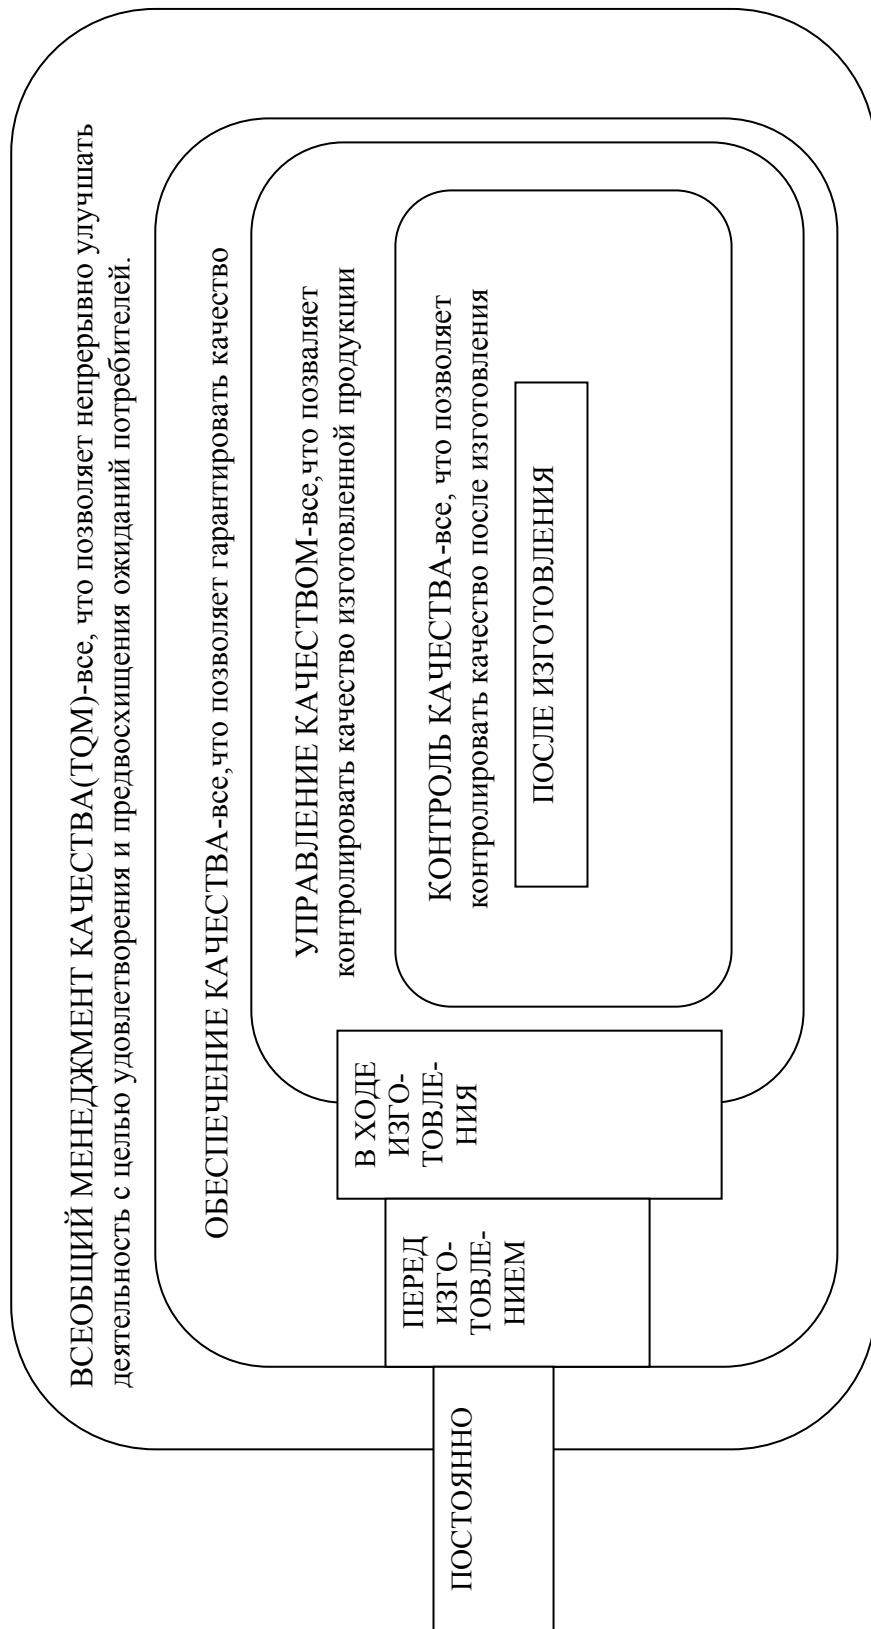 ВСЕОБЩИЙ МЕНЕДЖМЕНТ КАЧЕСТВА(TQM)-все, что позволяет непрерывно улучшать
деятельность с целью удовлетворения и предвосхищения ожиданий потребителей.
ОБЕСПЕЧЕНИЕ КАЧЕСТВА-все,что позволяет гарантировать качество
УПРАВЛЕНИЕ КАЧЕСТВОМ-все,что позваляет
контролировать качество изготовленной продукции
КОНТРОЛЬ КАЧЕСТВА-все, что позволяет
контролировать качество после изготовления
ПОСТОЯННО
ПЕРЕД
ИЗГО-
ТОВЛЕ-
НИЕМ
В ХОДЕ
ИЗГО-
ТОВЛЕ-
НИЯ
ПОСЛЕ ИЗГОТОВЛЕНИЯ